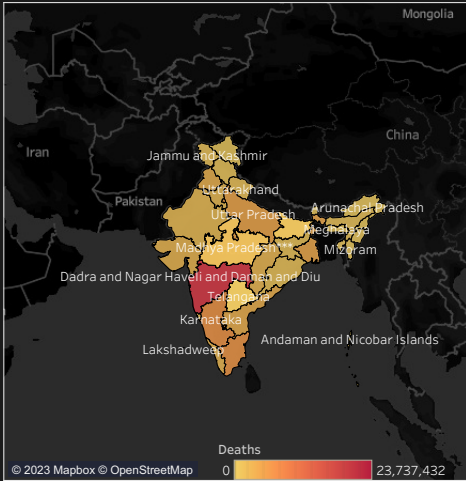 Mongolia
China
Iran
Jammu and Kashmir
Uttarakhand
Pakistan
Arunachal Pradesh
Uttar Pradesh
Meghalaya
Madhya Pradesh***
Mizoram
Dadra and Nagar Haveli and Daman and Diu
Telangana
Karnataka
Andaman and Nicobar Islands
Lakshadweep
Deaths
0 23,737,432
© 2023 Mapbox © OpenStreetMap